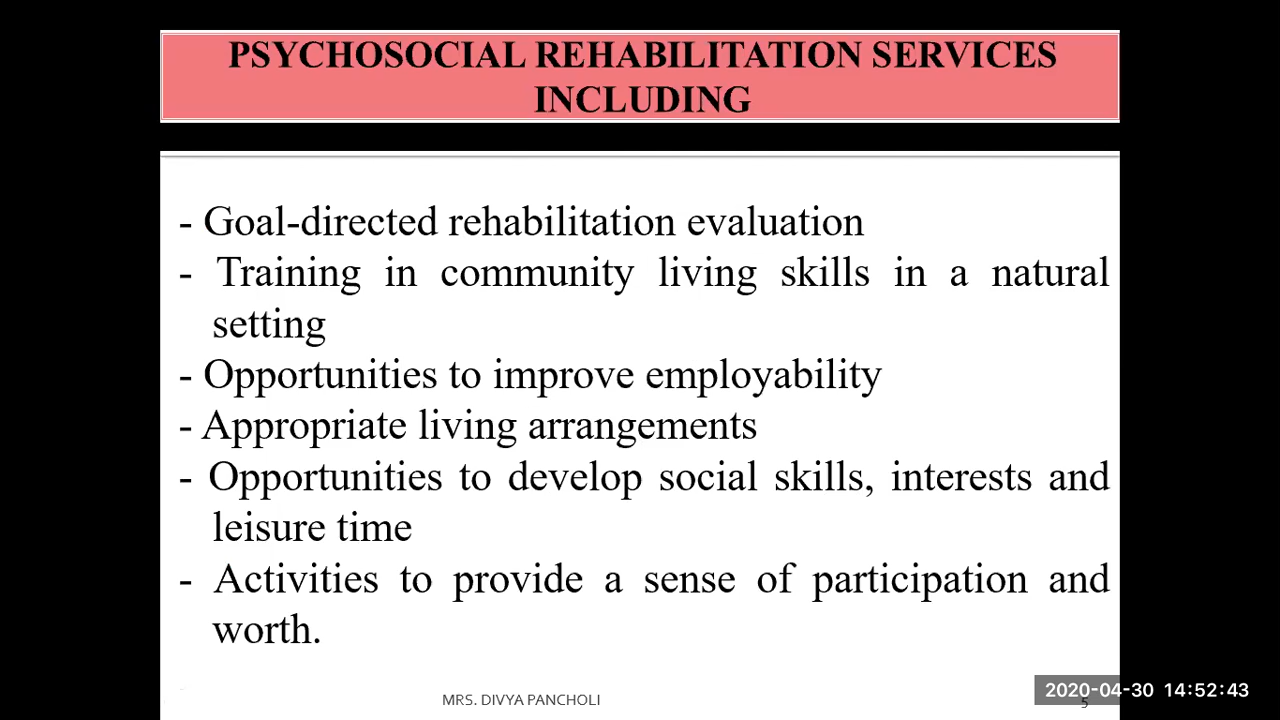 PSYCHOSOCIAL REHABILITATION SERVICES
INCLUDING
- Goal-directed rehabilitation evaluation
- Training in community living skills in a natural
setting
- Opportunities to improve employability
- Appropriate living arrangements
- Opportunities to develop social skills, interests and
leisure time
- Activities to provide a sense of participation and
worth.
MRS. DIVYA PANCHOLI
2020-04-30 14:52:43
5